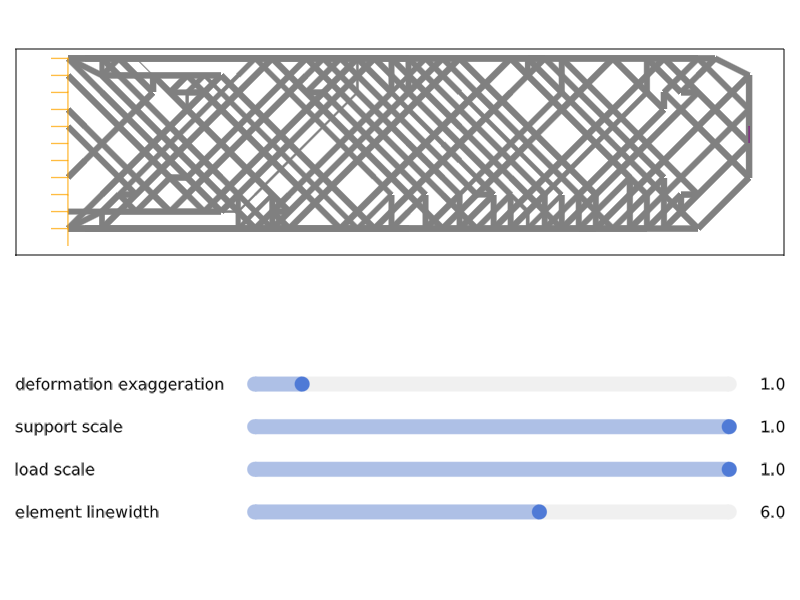 deformation exaggeration 1.0
support scale 1.0
load scale 1.0
element linewidth 6.0